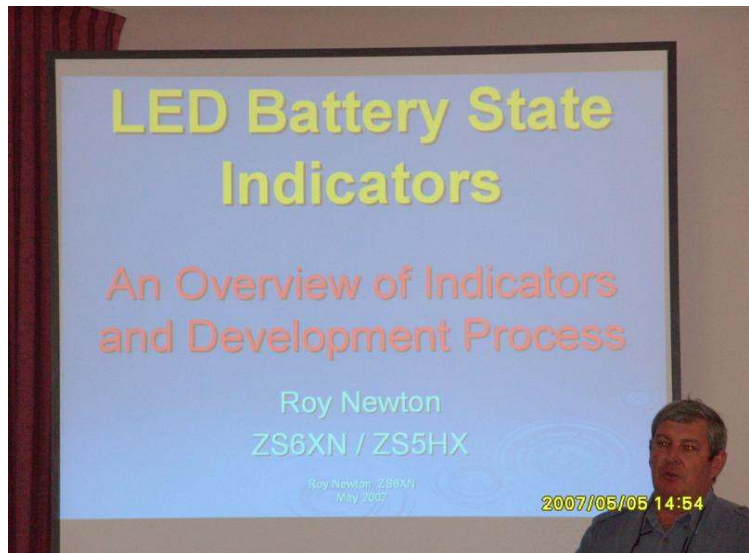 LED Battery State
Indicators
An Overview of Indicators
and Development Process
Roy Newton
ZS6XN / ZS5HX
Roy Newton, ZS6XN
May 2007
2007/05/05 14:54